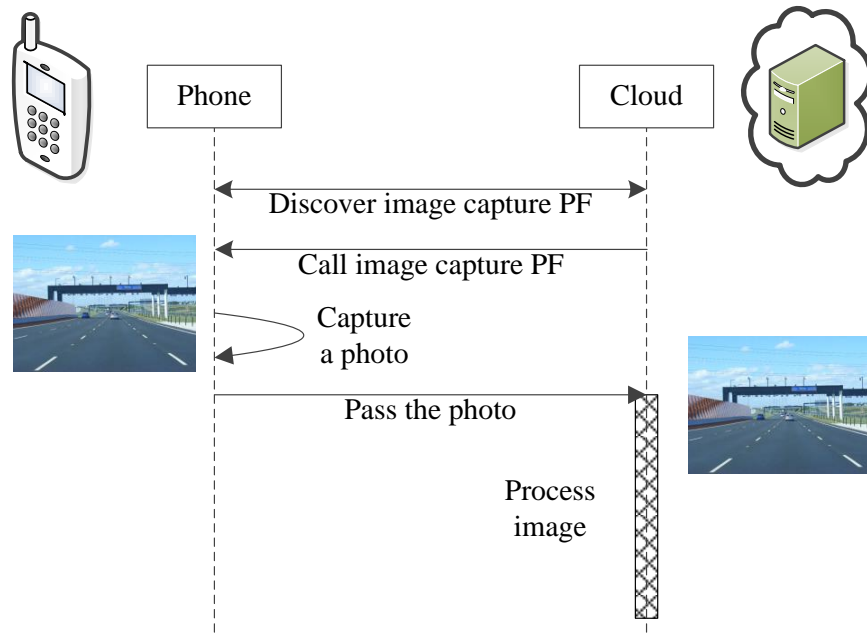 Phone
Cloud
Discover image capture PF
Call image capture PF
Capture
a photo
Pass the photo
Process
image